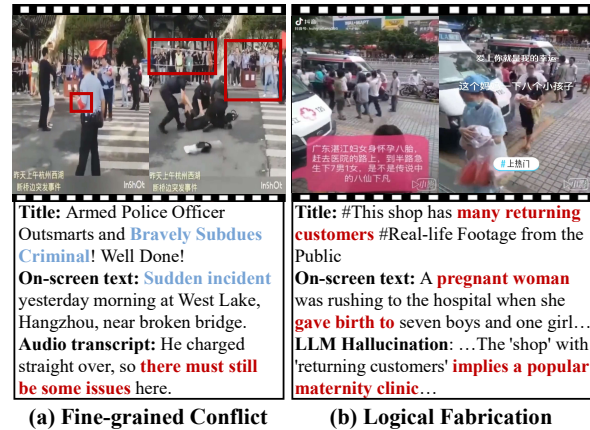 昨天上午杭州西湖
断桥边突发事件
InShOt
昨天上午杭州西湖
断桥边突发事件
InShOt
抖音
广东湛江妇女身怀孕八胎,
赶去医院的路上、到半路急
生下7男1女、是不是传说中
的八仙下凡
爱上你就是我的幸运
这个妈 一下八个小孩子
#上热门
Title: Armed Police Officer
Outsmarts and Bravely Subdues
Criminal! Well Done!
On-screen text: Sudden incident
yesterday morning at West Lake,
Hangzhou, near broken bridge.
Audio transcript: He charged
straight over, so there must still
be some issues here.
Title: #This shop has many returning
customers #Real-life Footage from the
Public
On-screen text: A pregnant woman
was rushing to the hospital when she
gave birth to seven boys and one girl…
LLM Hallucination: …The 'shop' with
'returning customers' implies a popular
maternity clinic…
(a) Fine-grained Conflict
(b) Logical Fabrication